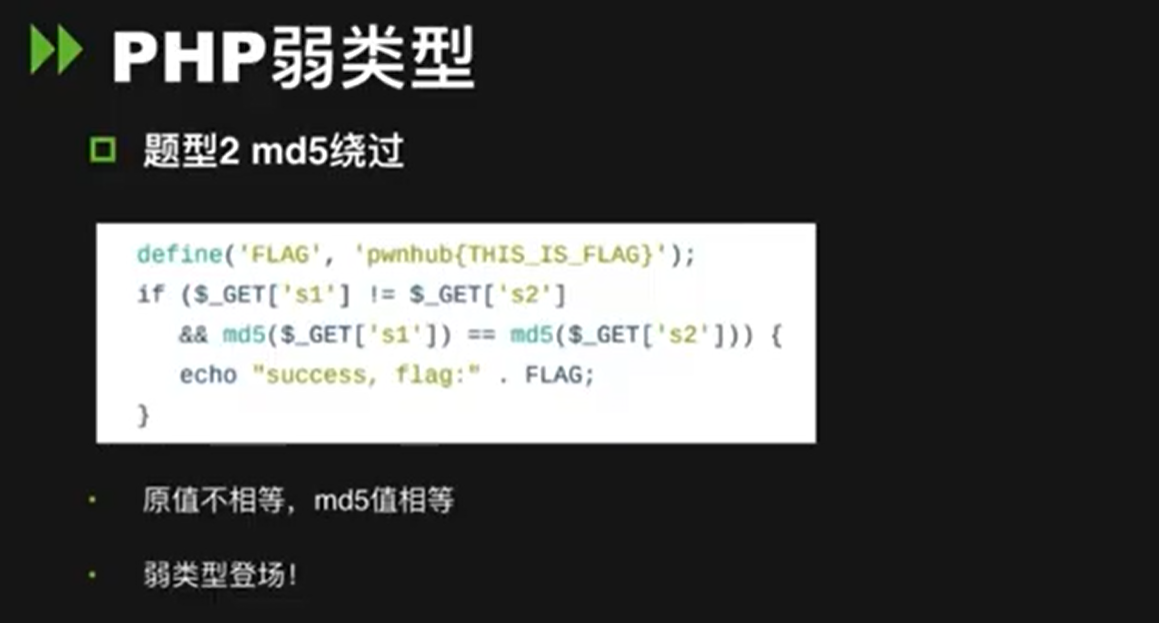 PHP弱类型
题型2 md5绕过
define('FLAG', 'pwnhub{THIS_IS_FLAG}');
if ($_GET['s1'] != $_GET['s2']
&& md5($_GET['s1']) == md5($_GET['s2'])) {
echo "success, flag:" . FLAG;
}
原值不相等，md5值相等
弱类型登场！